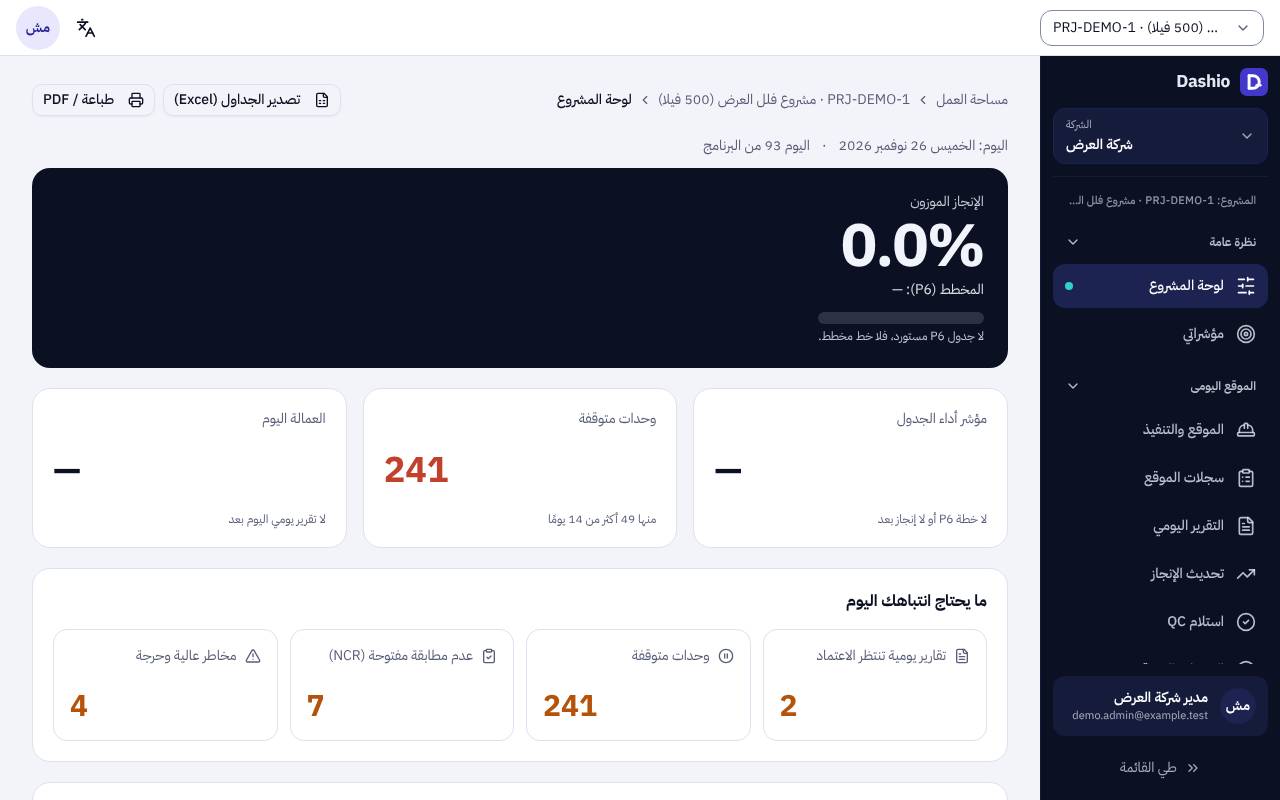 PRJ-DEMO-1 · (500 فيلا) ...
مش
Dashio
الشركة
شركة العرض
المشروع: PRJ-DEMO-1 · مشروع فلل الـ...
نظرة عامة
لوحة المشروع
مؤشراتي
الموقع اليومي
الموقع والتنفيذ
سجلات الموقع
التقرير اليومي
تحديث الإنجاز
استلام QC
مش
مدير شركة العرض
demo.admin@example.test
طي القائمة
مساحة العمل
PRJ-DEMO-1 · مشروع فلل العرض (500 فيلا)
لوحة المشروع
تصدير الجداول (Excel)
طباعة / PDF
اليوم: الخميس 26 نوفمبر 2026 · اليوم 93 من البرنامج
الإنجاز الموزون
0.0%
المخطط (P6): —
لا جدول P6 مستورد، فلا خط مخطط.
مؤشر أداء الجدول
—
لا خطة P6 أو لا إنجاز بعد
وحدات متوقفة
241
منها 49 أكثر من 14 يومًا
العمالة اليوم
—
لا تقرير يومي اليوم بعد
ما يحتاج انتباهك اليوم
تقارير يومية تنتظر الاعتماد
2
وحدات متوقفة
241
عدم مطابقة مفتوحة (NCR)
7
مخاطر عالية وحرجة
4